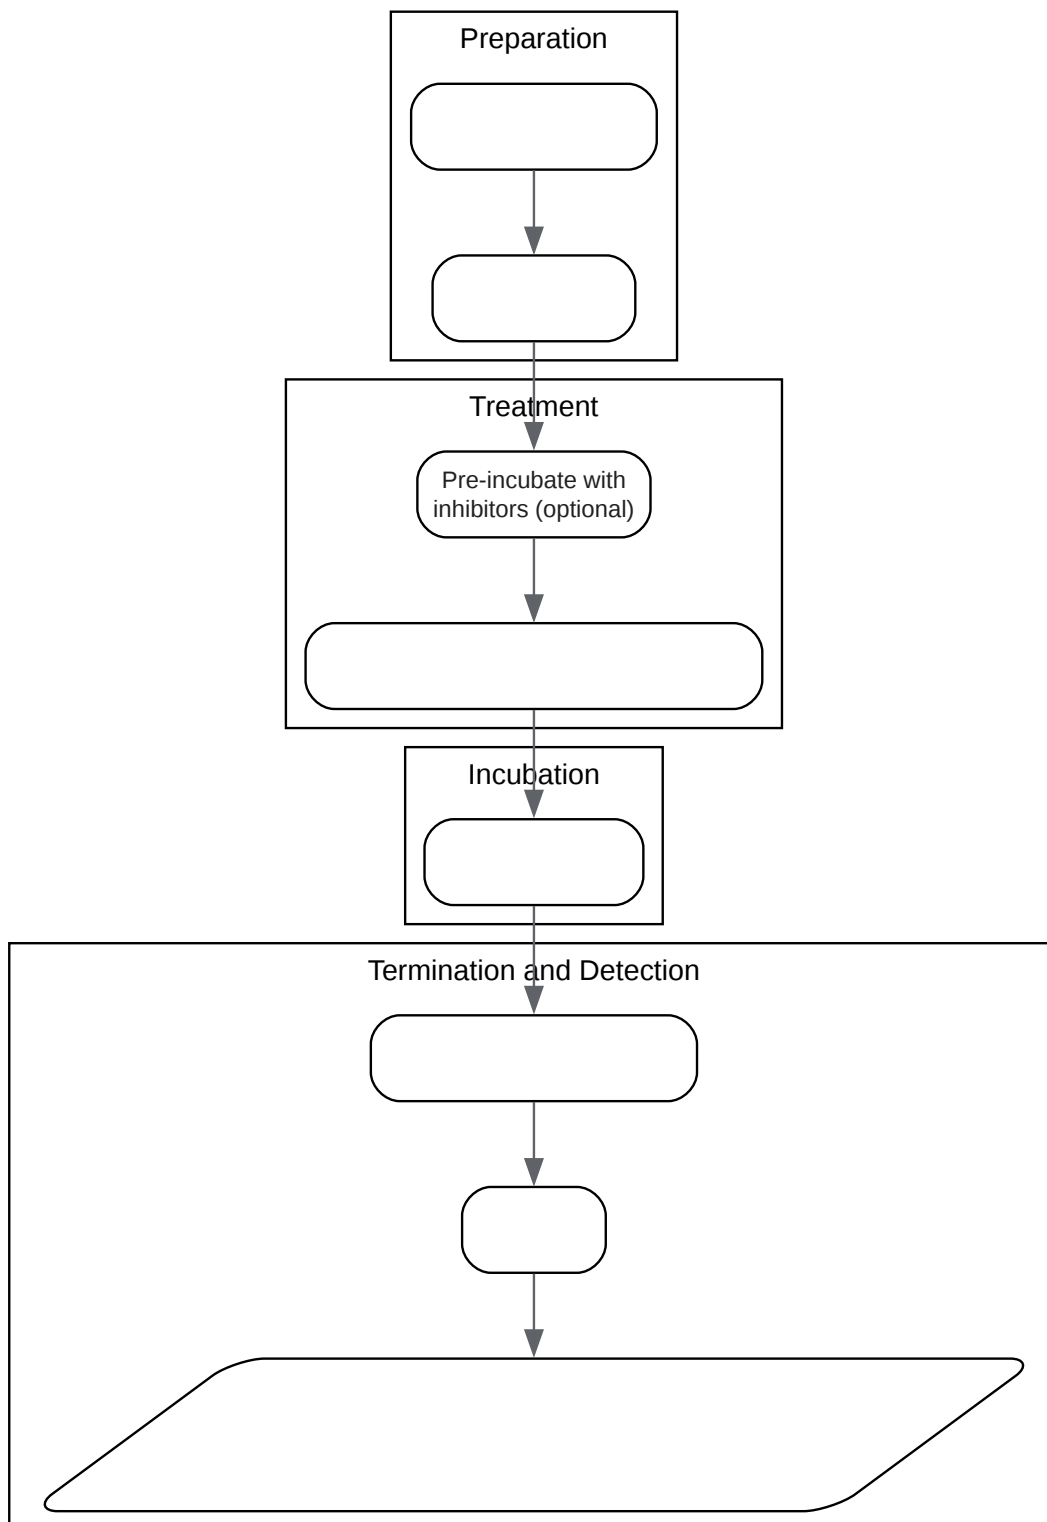 Preparation
Treatment
Pre-incubate with
inhibitors (optional)
Incubation
Termination and Detection